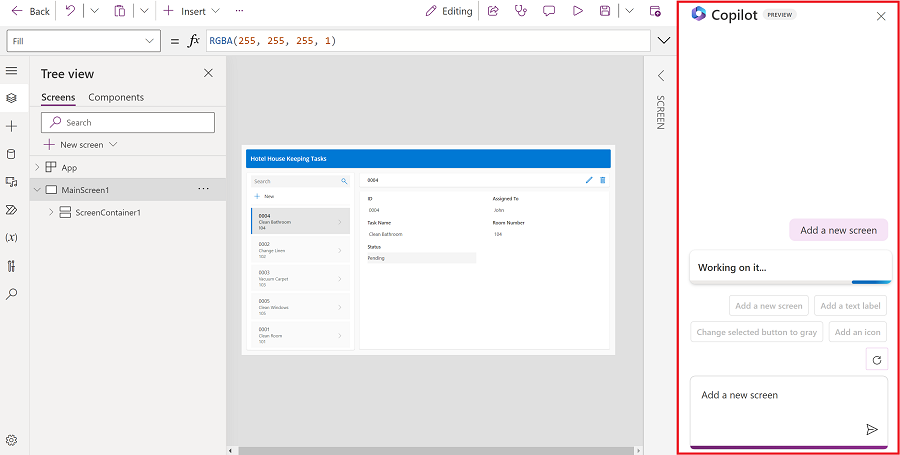 Back
Insert
Editing
Copilot PREVIEW
Fill
= fx RGBA(255, 255, 255, 1)
Tree view
Screens Components
Search
New screen
App
MainScreen1
ScreenContainer1
SCREEN
Hotel House Keeping Tasks
Search
New
0004
Clean Bathroom
104
0002
Change Linen
102
0003
Vacuum Carpet
103
0005
Clean Windows
105
0001
Clean Room
101
0004
ID Assigned To
0004 John
Task Name Room Number
Clean Bathroom 104
Status
Pending
Add a new screen
Working on it...
Add a new screen Add a text label
Change selected button to gray Add an icon
Add a new screen
(x)